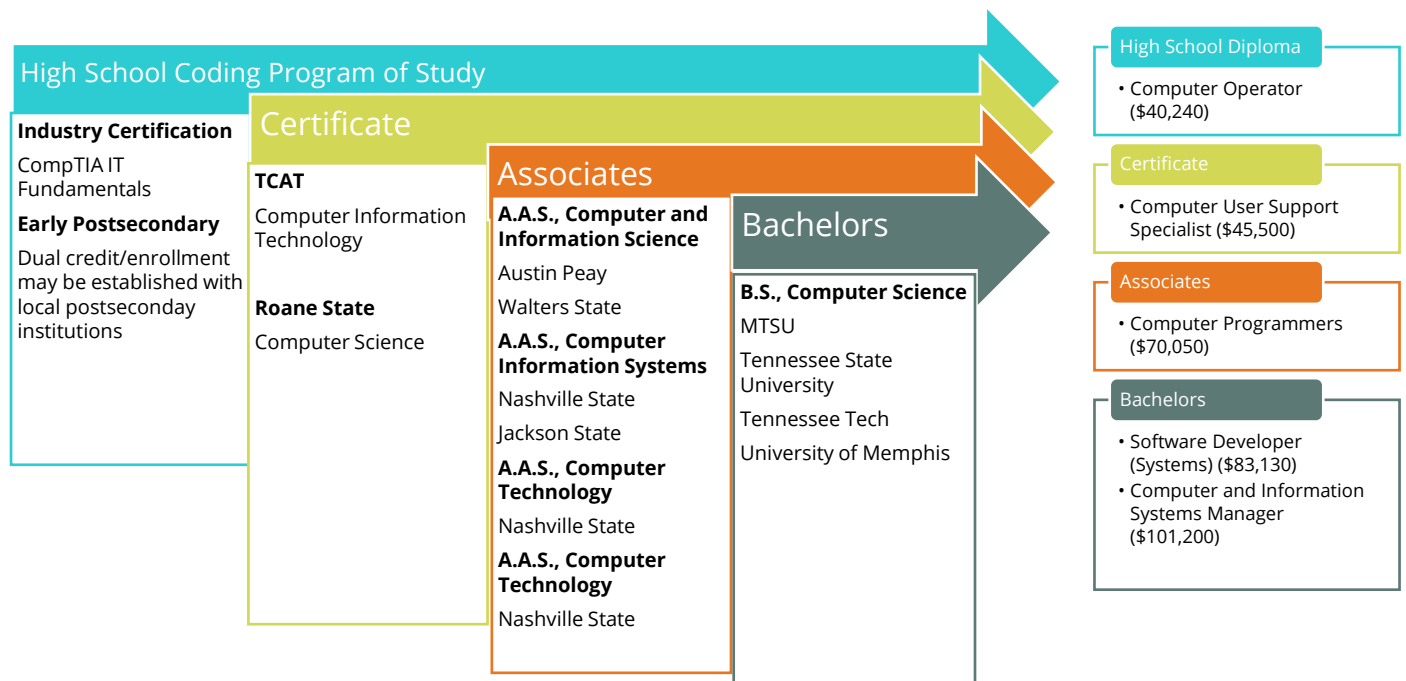 High School Coding Program of Study
Industry Certification
CompTIA IT
Fundamentals
Early Postsecondary
Dual credit/enrollment
may be established with
local postseconday
institutions
Certificate
TCAT
Computer Information
Technology
Roane State
Computer Science
Associates
A.A.S., Computer and
Information Science
Austin Peay
Walters State
A.A.S., Computer
Information Systems
Nashville State
Jackson State
A.A.S., Computer
Technology
Nashville State
A.A.S., Computer
Technology
Nashville State
Bachelors
B.S., Computer Science
MTSU
Tennessee State
University
Tennessee Tech
University of Memphis
High School Diploma
• Computer Operator
($40,240)
Certificate
• Computer User Support
Specialist ($45,500)
Associates
• Computer Programmers
($70,050)
Bachelors
• Software Developer
(Systems) ($83,130)
• Computer and Information
Systems Manager
($101,200)